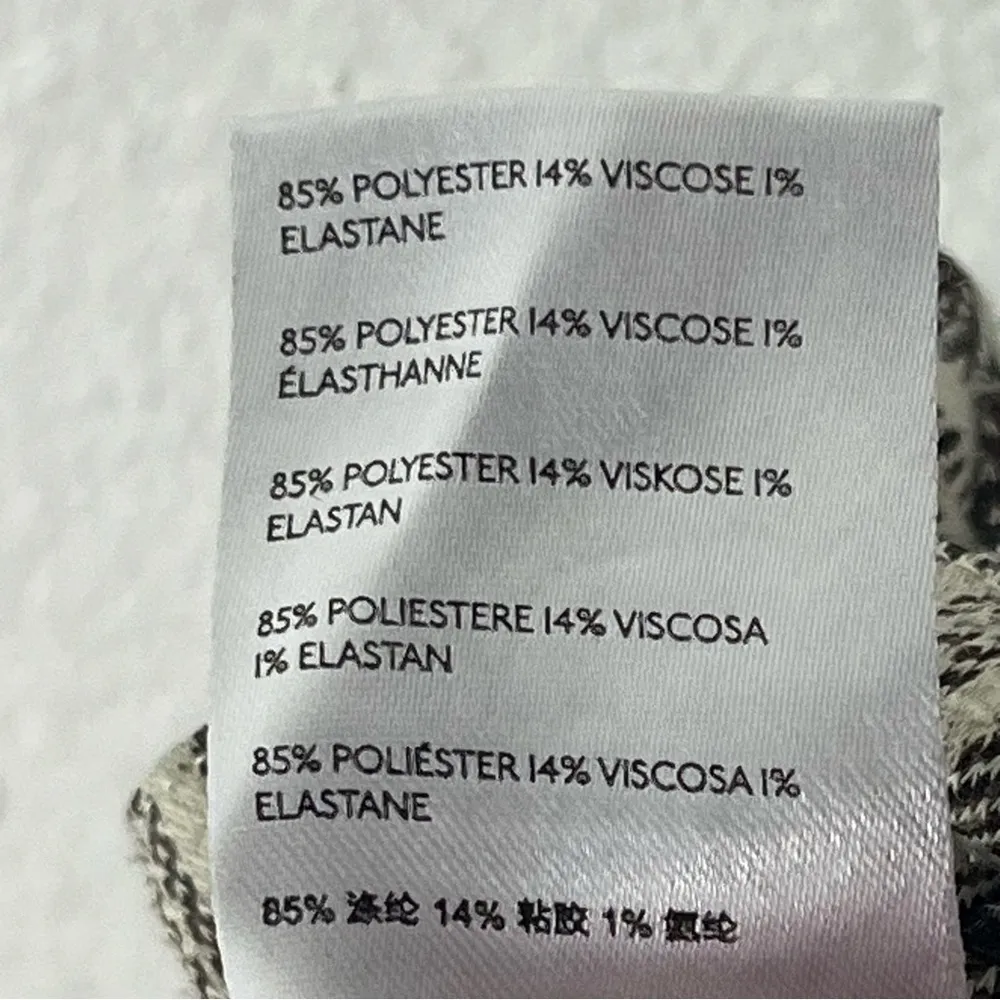 85% POLYESTER 14% VISCOSE 1%
ELASTANE
85% POLYESTER 14% VISCOSE 1%
ÉLASTHANNE
85% POLYESTER 14% VISKOSE 1%
ELASTAN
85% POLIESTERE 14% VISCOSA
1% ELASTAN
85% POLIÉSTER 14% VISCOSA 1%
ELASTANE
85% 涤纶 14% 粘胶 1% 氨纶